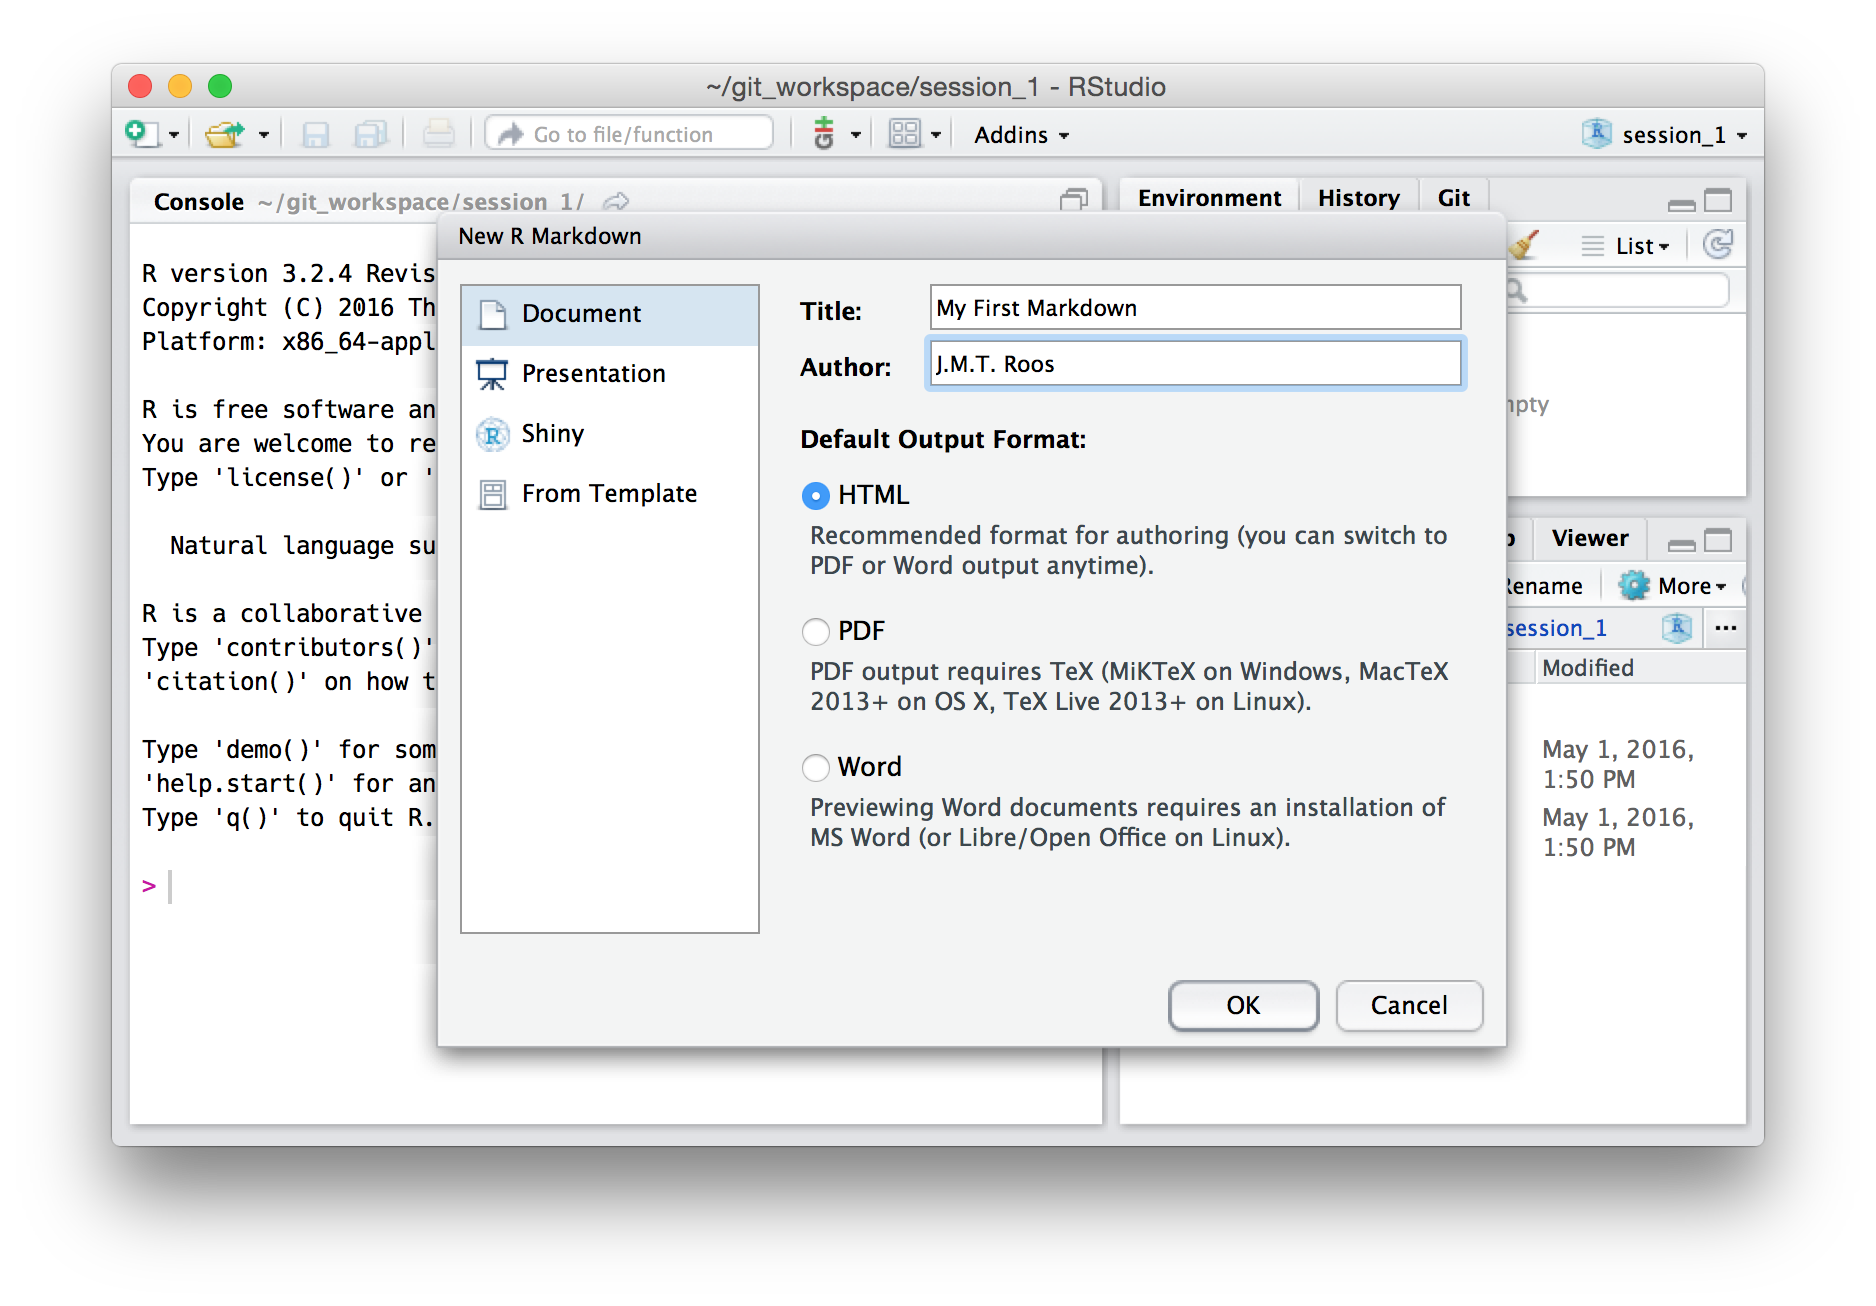 ~/git_workspace/session_1 - RStudio
Go to file/function
Addins
session_1
Console ~/git_workspace/session_1/
Environment History Git
List
R version 3.2.4 Revis
Copyright (C) 2016 Th
Platform: x86_64-appl
R is free software an
You are welcome to re
Type 'license()' or '
Natural language su
R is a collaborative
Type 'contributors()'
'citation()' on how t
Type 'demo()' for som
'help.start()' for an
Type 'q()' to quit R.
>
New R Markdown
Document
Presentation
Shiny
From Template
Title: My First Markdown
Author: J.M.T. Roos
Default Output Format:
HTML
Recommended format for authoring (you can switch to
PDF or Word output anytime).
PDF
PDF output requires TeX (MiKTeX on Windows, MacTeX
2013+ on OS X, TeX Live 2013+ on Linux).
Word
Previewing Word documents requires an installation of
MS Word (or Libre/Open Office on Linux).
OK Cancel
mpty
Viewer
ename More
session_1 ...
Modified
May 1, 2016,
1:50 PM
May 1, 2016,
1:50 PM